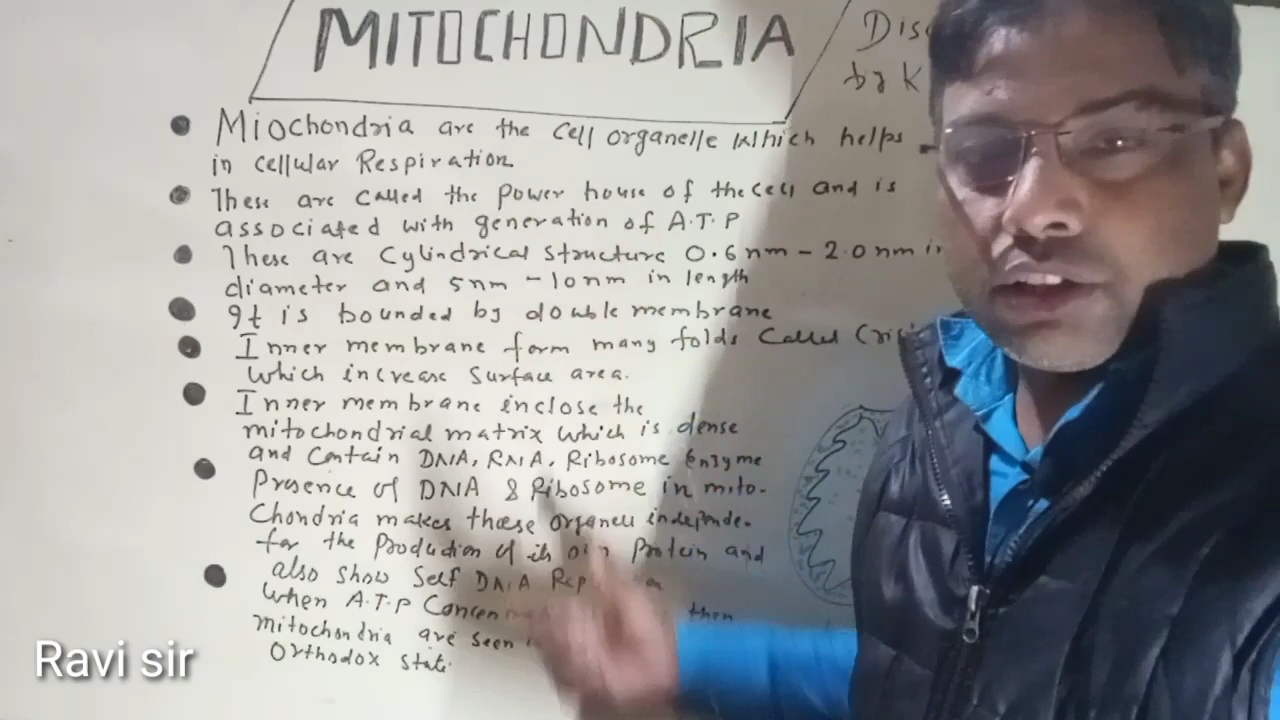 MITOCHONDRIA
by K
Miochondria are the cell organelle which helps
in cellular Respiration
These are called the power house of the cell and is
associated with generation of A.T.P
These are cylindrical structure 0.6nm - 2.0nm in
diameter and 5nm - 10nm in length
It is bounded by double membrane
Inner membrane form many folds called
which increase surface area.
Inner membrane inclose the
mitochondrial matrix which is dense
and contain DNA, RNA, Ribosome Enzyme
Presence of DNA & Ribosome in mito-
chondria makes organell
for the Production of its own Protein and
also show self DNA
when A.T.P then
mitochondria are seen
Orthodox state.
Ravi sir